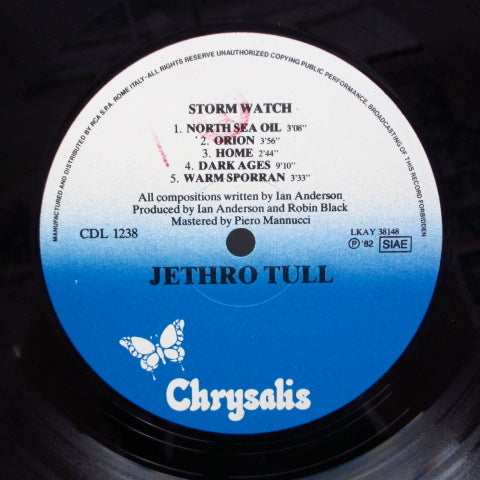 MANUFACTURED AND DISTRIBUTED BY RCA S.R.A. ROME ITALY·ALL RIGHTS RESERVE UNAUTHORIZED COPYING PUBLIC PERFORMANCE, BROADCASTING OF THIS RECORD FORBIDDEN
STORM WATCH
1. NORTH SEA OIL 3'08"
2. ORION 3'56"
3. HOME 2'44"
4. DARK AGES 9'10"
5. WARM SPORRAN 3'33"
All compositions written by Ian Anderson
Produced by Ian Anderson and Robin Black
Mastered by Piero Mannucci
CDL 1238
LKAY 38148
Ⓟ '82 SIAE
JETHRO TULL
Chrysalis